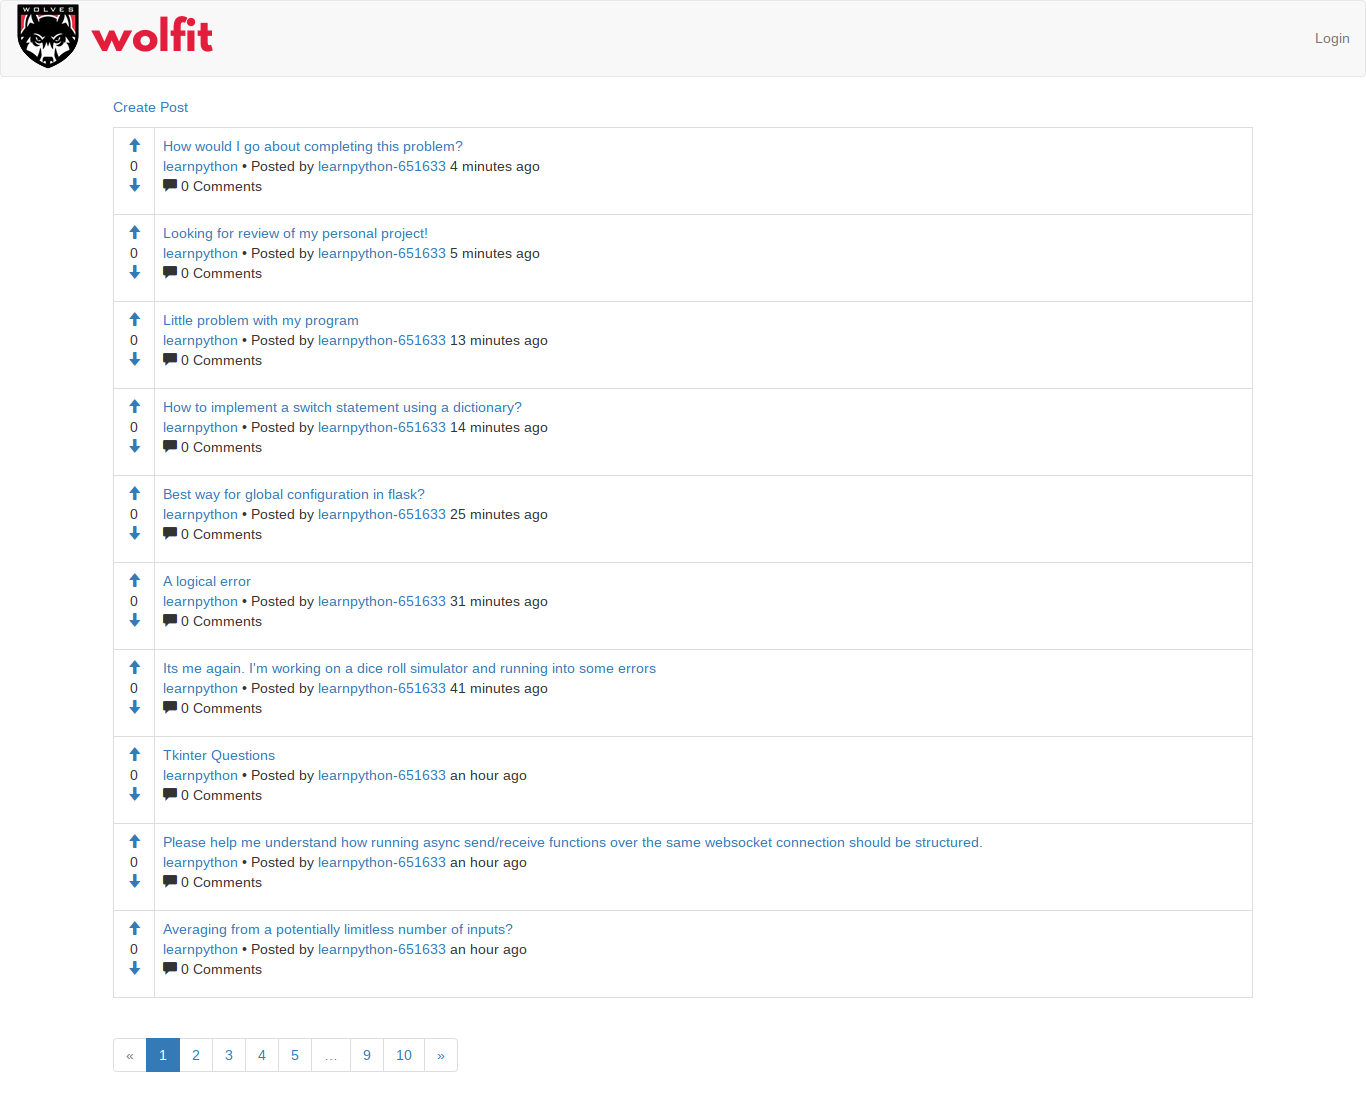 WOLVES
wolfit
Login
Create Post
How would I go about completing this problem?
0
learnpython • Posted by learnpython-651633 4 minutes ago
0 Comments
Looking for review of my personal project!
0
learnpython • Posted by learnpython-651633 5 minutes ago
0 Comments
Little problem with my program
0
learnpython • Posted by learnpython-651633 13 minutes ago
0 Comments
How to implement a switch statement using a dictionary?
0
learnpython • Posted by learnpython-651633 14 minutes ago
0 Comments
Best way for global configuration in flask?
0
learnpython • Posted by learnpython-651633 25 minutes ago
0 Comments
A logical error
0
learnpython • Posted by learnpython-651633 31 minutes ago
0 Comments
Its me again. I'm working on a dice roll simulator and running into some errors
0
learnpython • Posted by learnpython-651633 41 minutes ago
0 Comments
Tkinter Questions
0
learnpython • Posted by learnpython-651633 an hour ago
0 Comments
Please help me understand how running async send/receive functions over the same websocket connection should be structured.
0
learnpython • Posted by learnpython-651633 an hour ago
0 Comments
Averaging from a potentially limitless number of inputs?
0
learnpython • Posted by learnpython-651633 an hour ago
0 Comments
« 1 2 3 4 5 … 9 10 »